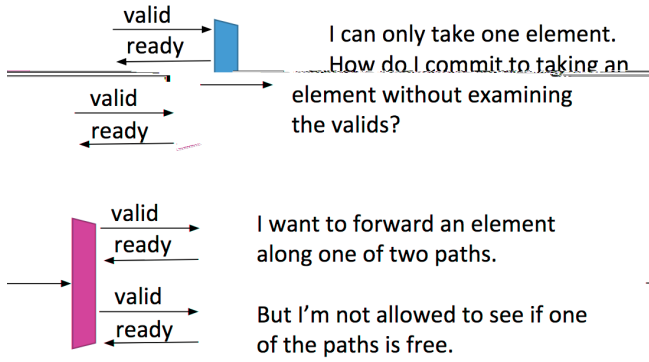 valid
ready
I can only take one element.
How do I commit to taking an
valid
element without examining
ready
the valids?
valid
ready
I want to forward an element
along one of two paths.
valid
ready
But I'm not allowed to see if one
of the paths is free.